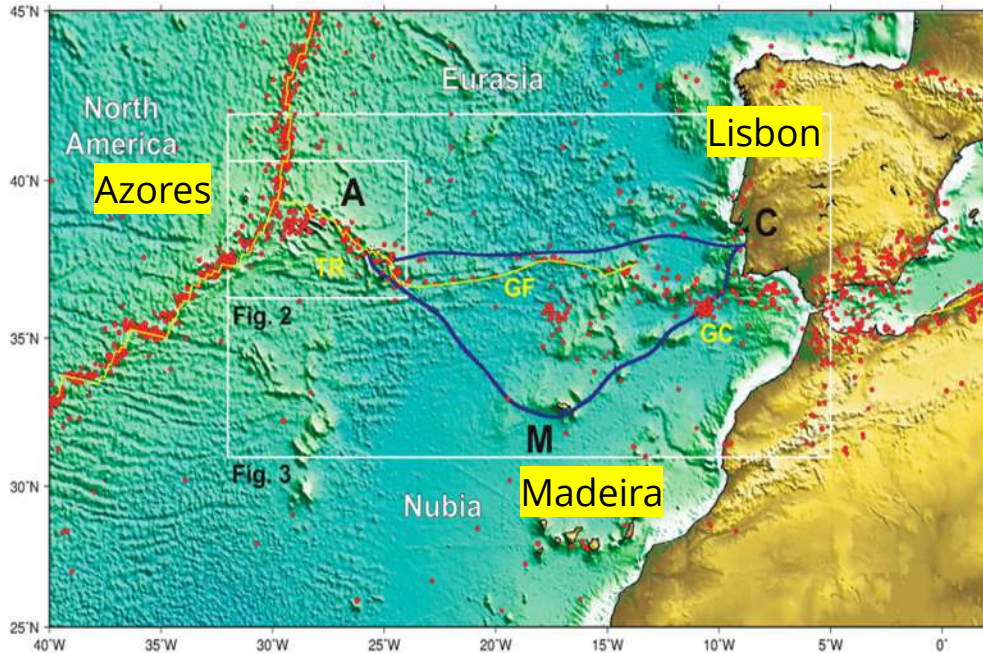 45˚N
Eurasia
North
America
Lisbon
40˚N
Azores
A
C
TR
GF
Fig. 2
GC
35˚N
M
Fig. 3
30˚N
Madeira
Nubia
25˚N
40˚W 35˚W 30˚W 25˚W 20˚W 15˚W 10˚W 5˚W 0˚